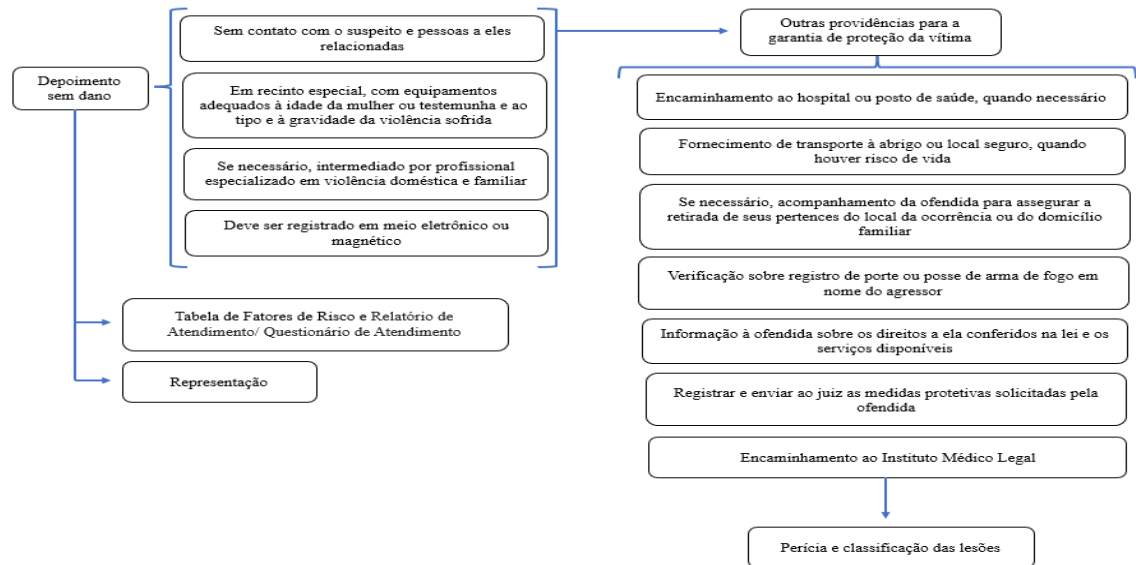 Depoimento
sem dano
Sem contato com o suspeito e pessoas a eles
relacionadas
Em recinto especial, com equipamentos
adequados à idade da mulher ou testemunha e ao
tipo e à gravidade da violência sofrida
Se necessário, intermediado por profissional
especializado em violência doméstica e familiar
Deve ser registrado em meio eletrônico ou
magnético
Tabela de Fatores de Risco e Relatório de
Atendimento/ Questionário de Atendimento
Representação
Outras providências para a
garantia de proteção da vítima
Encaminhamento ao hospital ou posto de saúde, quando necessário
Fornecimento de transporte à abrigo ou local seguro, quando
houver risco de vida
Se necessário, acompanhamento da ofendida para assegurar a
retirada de seus pertences do local da ocorrência ou do domicílio
familiar
Verificação sobre registro de porte ou posse de arma de fogo em
nome do agressor
Informação à ofendida sobre os direitos a ela conferidos na lei e os
serviços disponíveis
Registrar e enviar ao juiz as medidas protetivas solicitadas pela
ofendida
Encaminhamento ao Instituto Médico Legal
Perícia e classificação das lesões